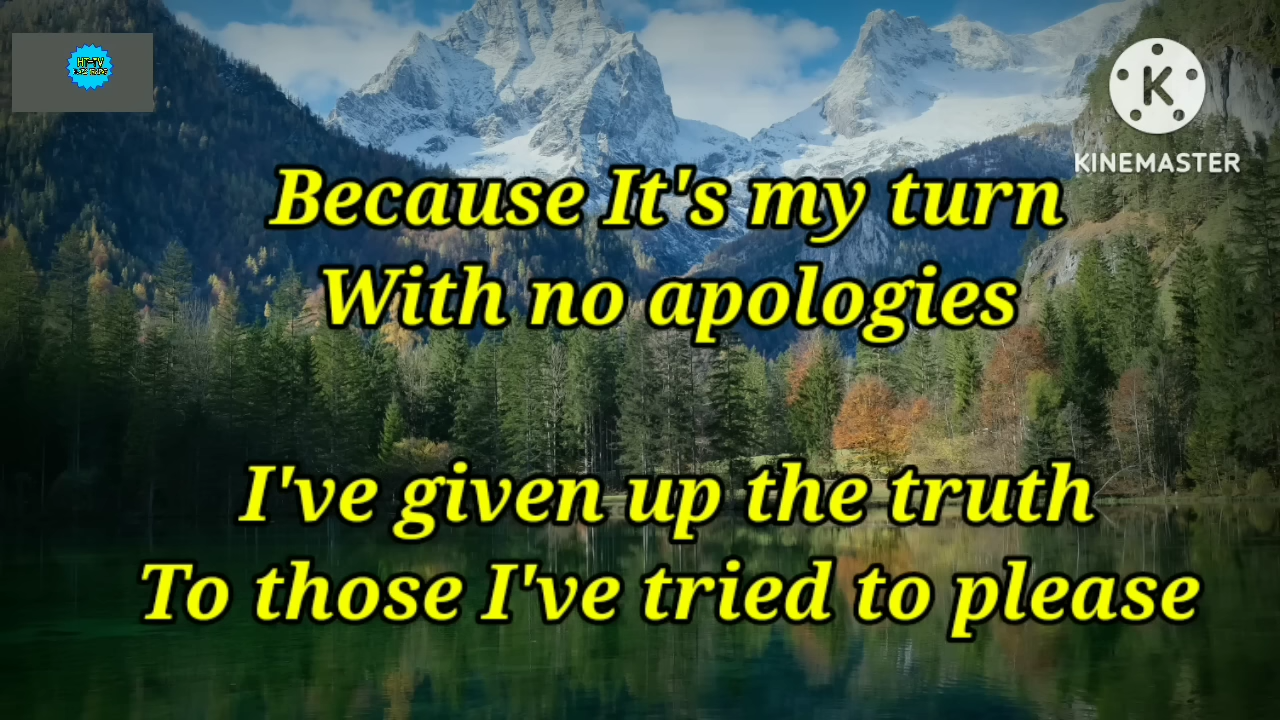 K
KINEMASTER
Because It's my turn
With no apologies
I've given up the truth
To those I've tried to please